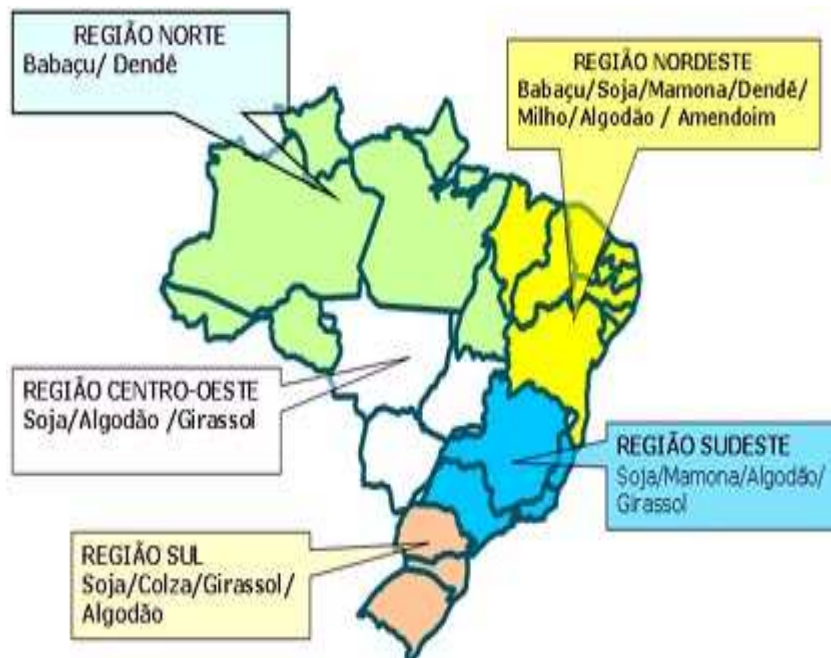 REGIÃO NORTE
Babaçu/ Dendê
REGIÃO NORDESTE
Babaçu/Soja/Mamona/Dendê/
Milho/Algodão / Amendoim
REGIÃO CENTRO-OESTE
Soja/Algodão /Girassol
REGIÃO SUDESTE
Soja/Mamona/Algodão/
Girassol
REGIÃO SUL
Soja/Colza/Girassol/
Algodão